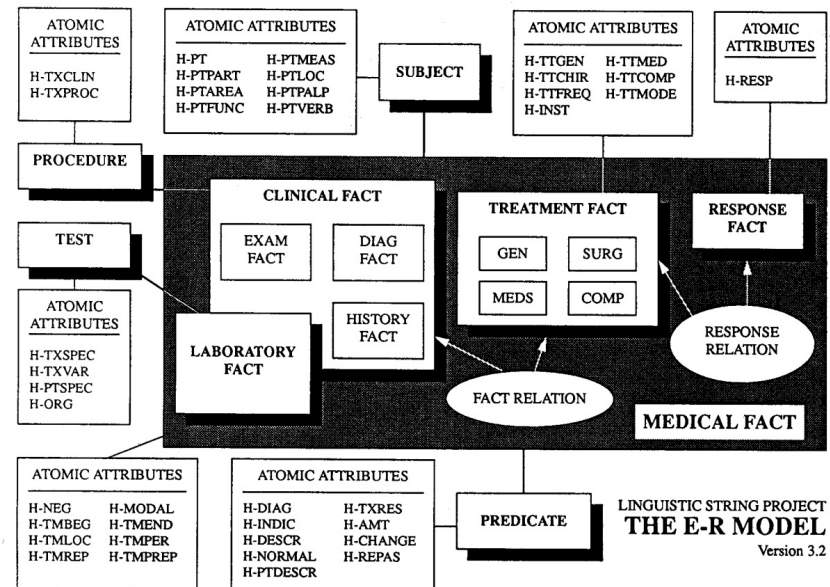 ATOMIC
ATTRIBUTES
H-TXCLIN
H-TXPROC
ATOMIC ATTRIBUTES
H-PT H-PTMEAS
H-PTPART H-PTLOC
H-PTAREA H-PTPALP
H-PTFUNC H-PTVERB
SUBJECT
ATOMIC ATTRIBUTES
H-TTGEN H-TTMED
H-TTCHIR H-TTCOMP
H-TTFREQ H-TTMODE
H-INST
ATOMIC
ATTRIBUTES
H-RESP
PROCEDURE
CLINICAL FACT
EXAM
FACT
DIAG
FACT
HISTORY
FACT
TREATMENT FACT
GEN
SURG
MEDS
COMP
RESPONSE
FACT
TEST
ATOMIC
ATTRIBUTES
H-TXSPEC
H-TXVAR
H-PTSPEC
H-ORG
LABORATORY
FACT
FACT RELATION
RESPONSE
RELATION
MEDICAL FACT
ATOMIC ATTRIBUTES
H-NEG H-MODAL
H-TMBEG H-TMEND
H-TMLOC H-TMPER
H-TMREP H-TMPREP
ATOMIC ATTRIBUTES
H-DIAG H-TXRES
H-INDIC H-AMT
H-DESCR H-CHANGE
H-NORMAL H-REPAS
H-PTDESCR
PREDICATE
LINGUISTIC STRING PROJECT
THE E-R MODEL
Version 3.2